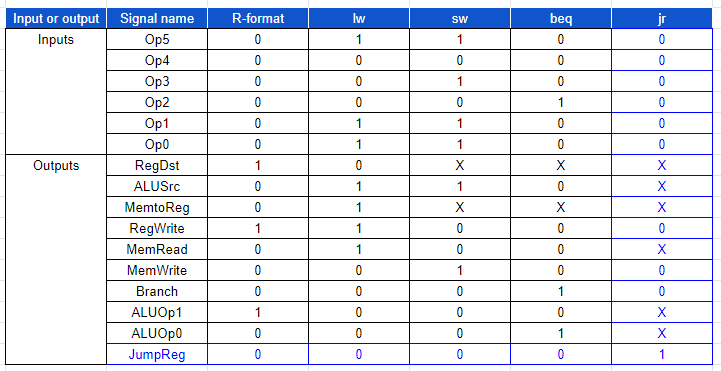 Input or output Signal name R-format lw sw beq jr
Inputs Op5 0 1 1 0 0
Op4 0 0 0 0 0
Op3 0 0 1 0 0
Op2 0 0 0 1 0
Op1 0 1 1 0 0
Op0 0 1 1 0 0
Outputs RegDst 1 0 X X X
ALUSrc 0 1 1 0 X
MemtoReg 0 1 X X X
RegWrite 1 1 0 0 0
MemRead 0 1 0 0 X
MemWrite 0 0 1 0 0
Branch 0 0 0 1 0
ALUOp1 1 0 0 0 X
ALUOp0 0 0 0 1 X
JumpReg 0 0 0 0 1